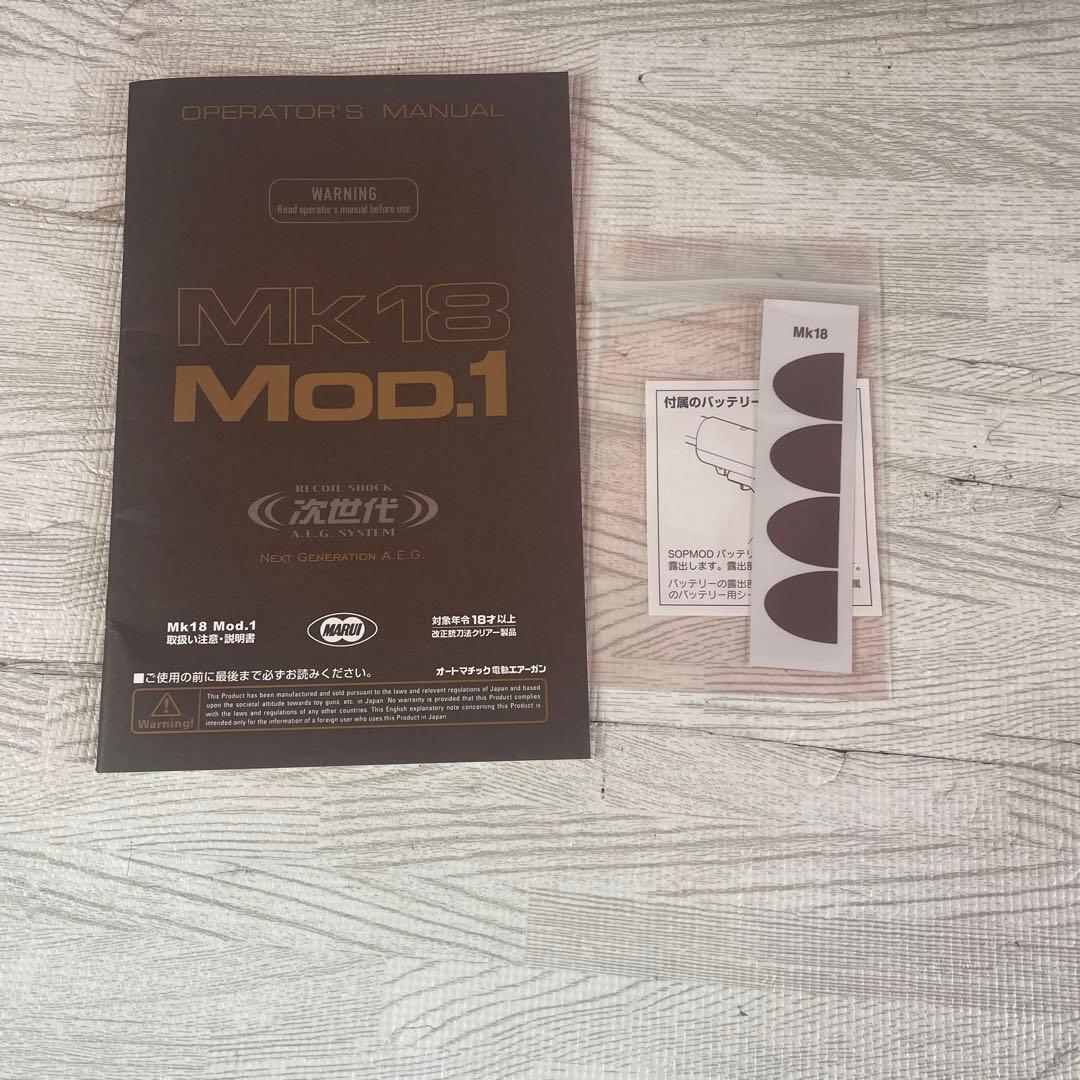 OPERATOR'S MANUAL
WARNING
Read operator's manual before use
Mk18
MOD.1
RECOIL SHOCK
次世代
A.E.G. SYSTEM
NEXT GENERATION A.E.G.
Mk18 Mod.1
取扱い注意・説明書
MARUI
対象年令18才以上
改正銃刀法クリアー製品
■ご使用の前に最後まで必ずお読みください。
オートマチック電動エアーガン
Warning!
This Product has been manufactured and sold pursuant to the laws and relevant regulations of Japan and based
upon the societal attitude towards toy guns, etc. in Japan. No warranty is provided that this Product complies
with the laws and regulations of any other countries. This English explanatory note concerning this Product is
intended only for the information of a foreign user who uses this Product in Japan.
Mk18
付属のバッテリー
SOPMOD バッテリ
露出します。露出部
バッテリーの露出部 属
のバッテリー用シー